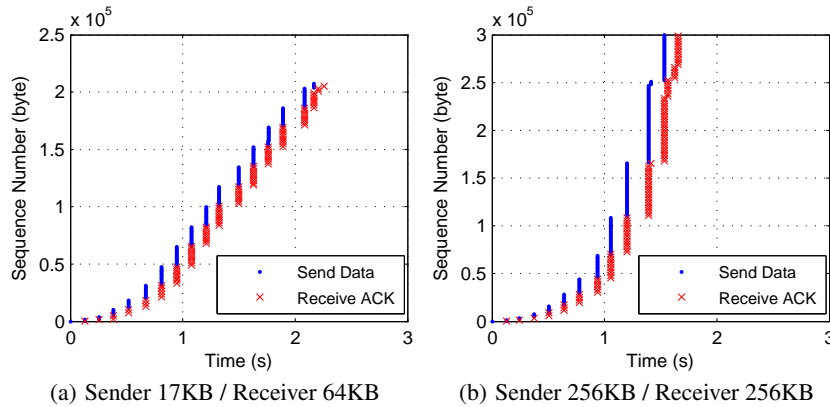 x 10^5
2.5
2
1.5
1
0.5
0
Sequence Number (byte)
0 1 2 3
Time (s)
Send Data
Receive ACK
(a) Sender 17KB / Receiver 64KB
x 10^5
3
2.5
2
1.5
1
0.5
0
Sequence Number (byte)
0 1 2 3
Time (s)
Send Data
Receive ACK
(b) Sender 256KB / Receiver 256KB